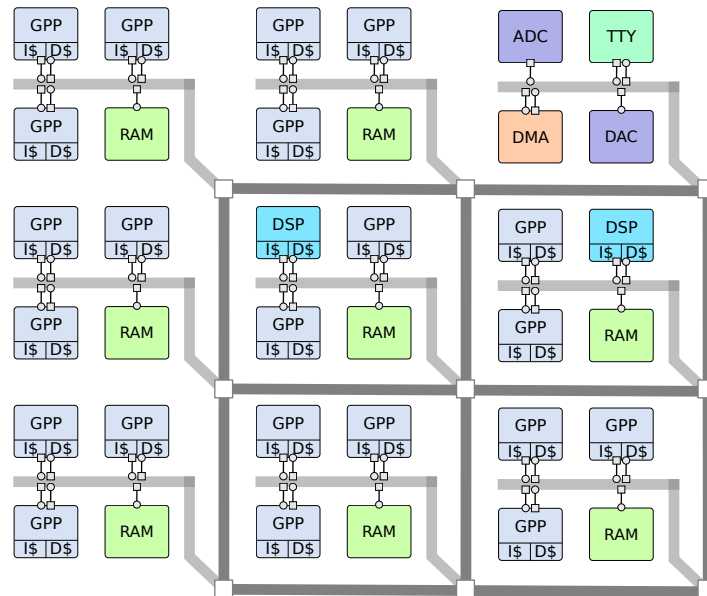 GPP GPP
I$ D$ I$ D$
GPP RAM
I$ D$
GPP GPP
I$ D$ I$ D$
GPP RAM
I$ D$
ADC TTY
DMA DAC
GPP GPP
I$ D$ I$ D$
GPP RAM
I$ D$
DSP GPP
I$ D$ I$ D$
GPP RAM
I$ D$
GPP DSP
I$ D$ I$ D$
GPP RAM
I$ D$
GPP GPP
I$ D$ I$ D$
GPP RAM
I$ D$
GPP GPP
I$ D$ I$ D$
GPP RAM
I$ D$
GPP GPP
I$ D$ I$ D$
GPP RAM
I$ D$